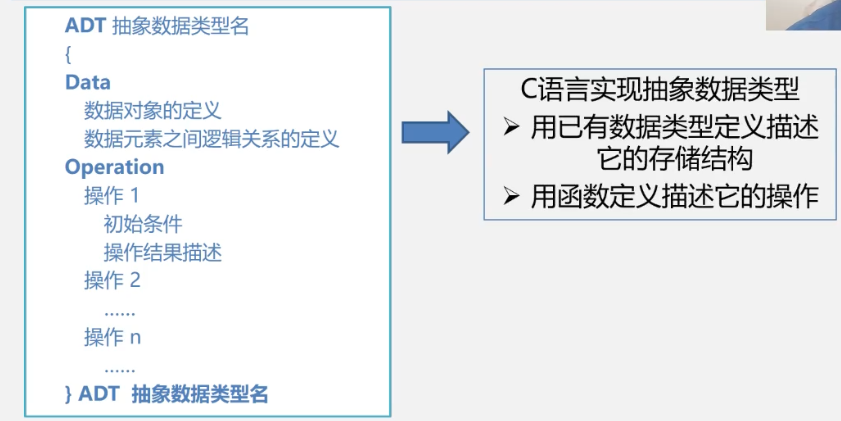 ADT 抽象数据类型名
{
Data
数据对象的定义
数据元素之间逻辑关系的定义
Operation
操作 1
初始条件
操作结果描述
操作 2
......
操作 n
......
} ADT 抽象数据类型名
C语言实现抽象数据类型
➢ 用已有数据类型定义描述
它的存储结构
➢ 用函数定义描述它的操作